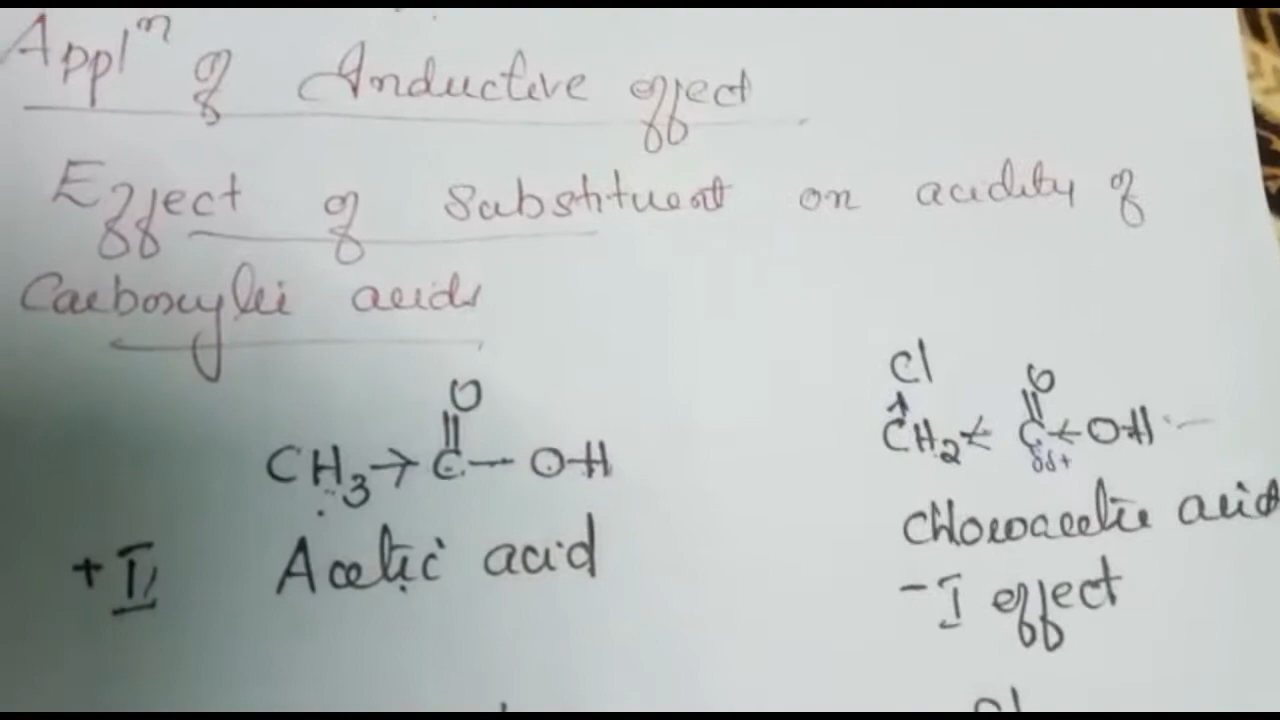 Applⁿ of Inductive effect
Effect of Substituent on acidity of
Carboxylic acids
O
CH₃→C—OH
+I Acetic acid
Cl
O
CH₂←C←OH
δδ+
Chloroacetic acid
-I effect